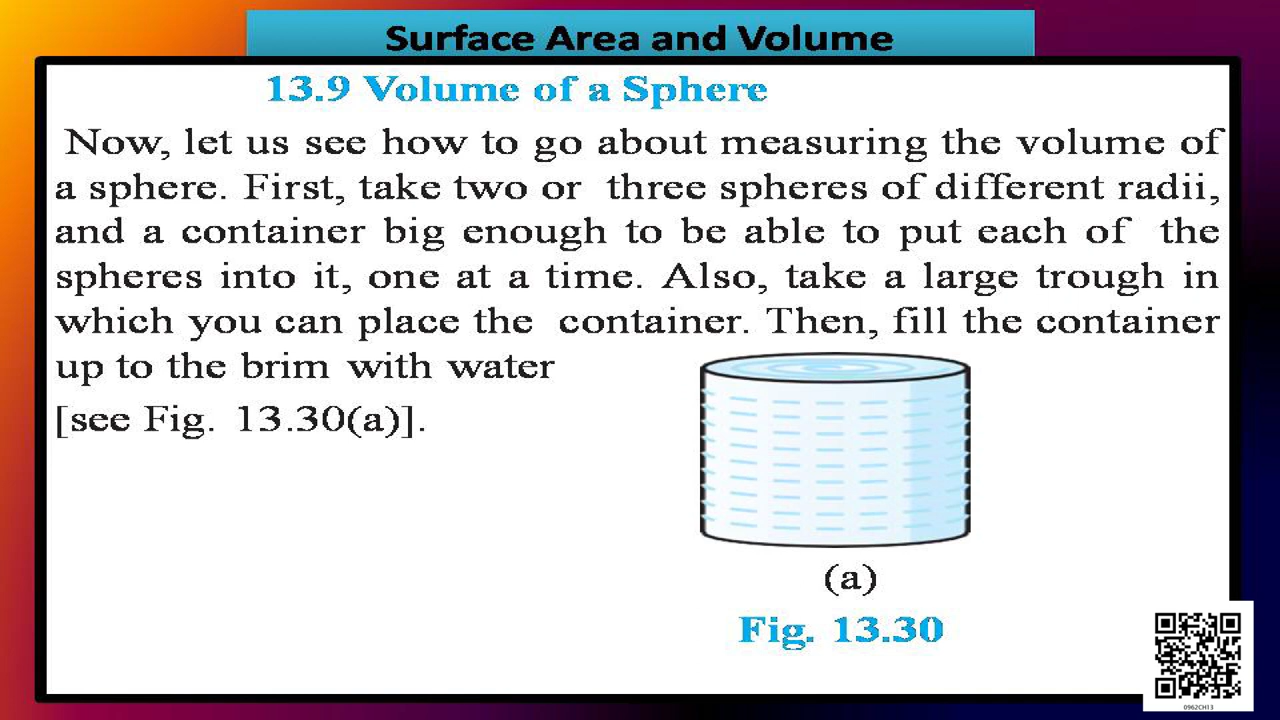 Surface Area and Volume
13.9 Volume of a Sphere
Now, let us see how to go about measuring the volume of
a sphere. First, take two or three spheres of different radii,
and a container big enough to be able to put each of the
spheres into it, one at a time. Also, take a large trough in
which you can place the container. Then, fill the container
up to the brim with water
[see Fig. 13.30(a)].
(a)
Fig. 13.30
0962CH13